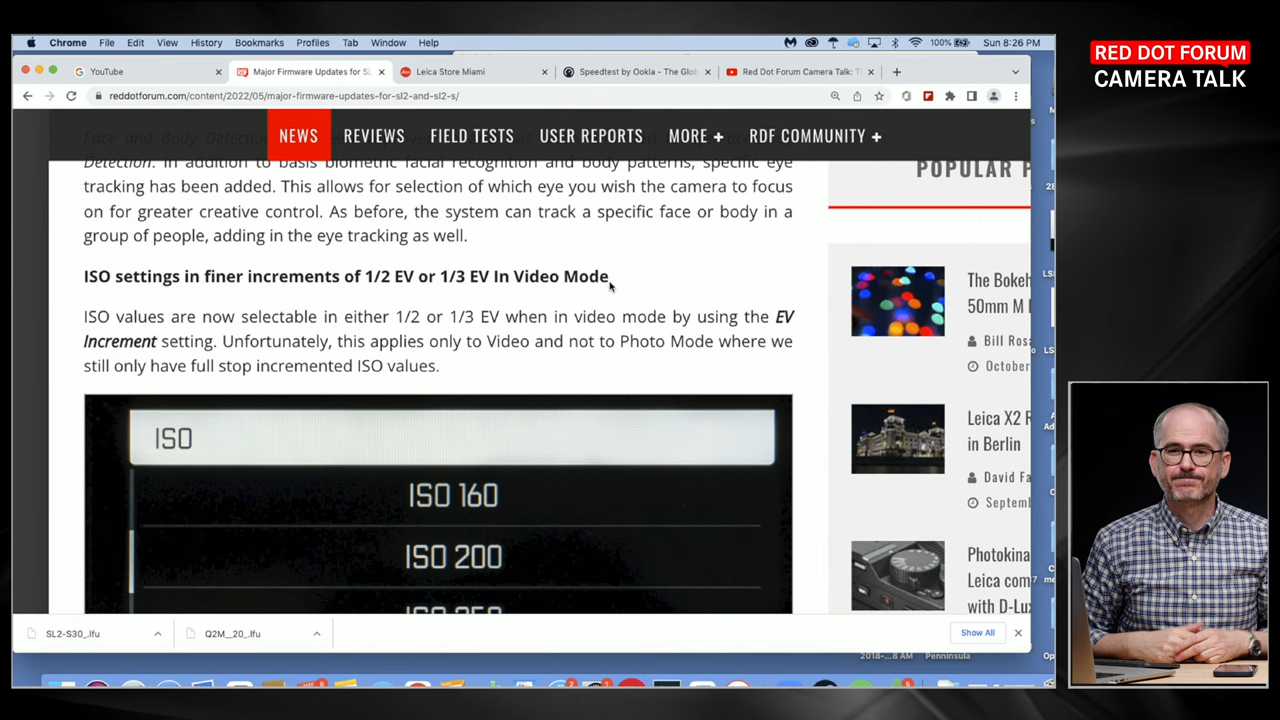 RED DOT FORUM
CAMERA TALK
Chrome File Edit View History Bookmarks Profiles Tab Window Help 100% Sun 8:26 PM
YouTube Major Firmware Updates for SL Leica Store Miami Speedtest by Ookla - The Glob Red Dot Forum Camera Talk: T
reddotforum.com/content/2022/05/major-firmware-updates-for-sl2-and-sl2-s/
NEWS REVIEWS FIELD TESTS USER REPORTS MORE + RDF COMMUNITY +
Detection. In addition to basis biometric facial recognition and body patterns, specific eye
tracking has been added. This allows for selection of which eye you wish the camera to focus
on for greater creative control. As before, the system can track a specific face or body in a
group of people, adding in the eye tracking as well.
ISO settings in finer increments of 1/2 EV or 1/3 EV In Video Mode
ISO values are now selectable in either 1/2 or 1/3 EV when in video mode by using the EV
Increment setting. Unfortunately, this applies only to Video and not to Photo Mode where we
still only have full stop incremented ISO values.
ISO
ISO 160
ISO 200
ISO 250
POPULAR P
The Bokeh
50mm M
Bill Rosa
October
Leica X2 R
in Berlin
David Fa
Septem
Photokina
Leica com
with D-Lux
SL2-S30_.lfu
Q2M__20_.lfu
Show All
2018-...8 AM
Penninsula